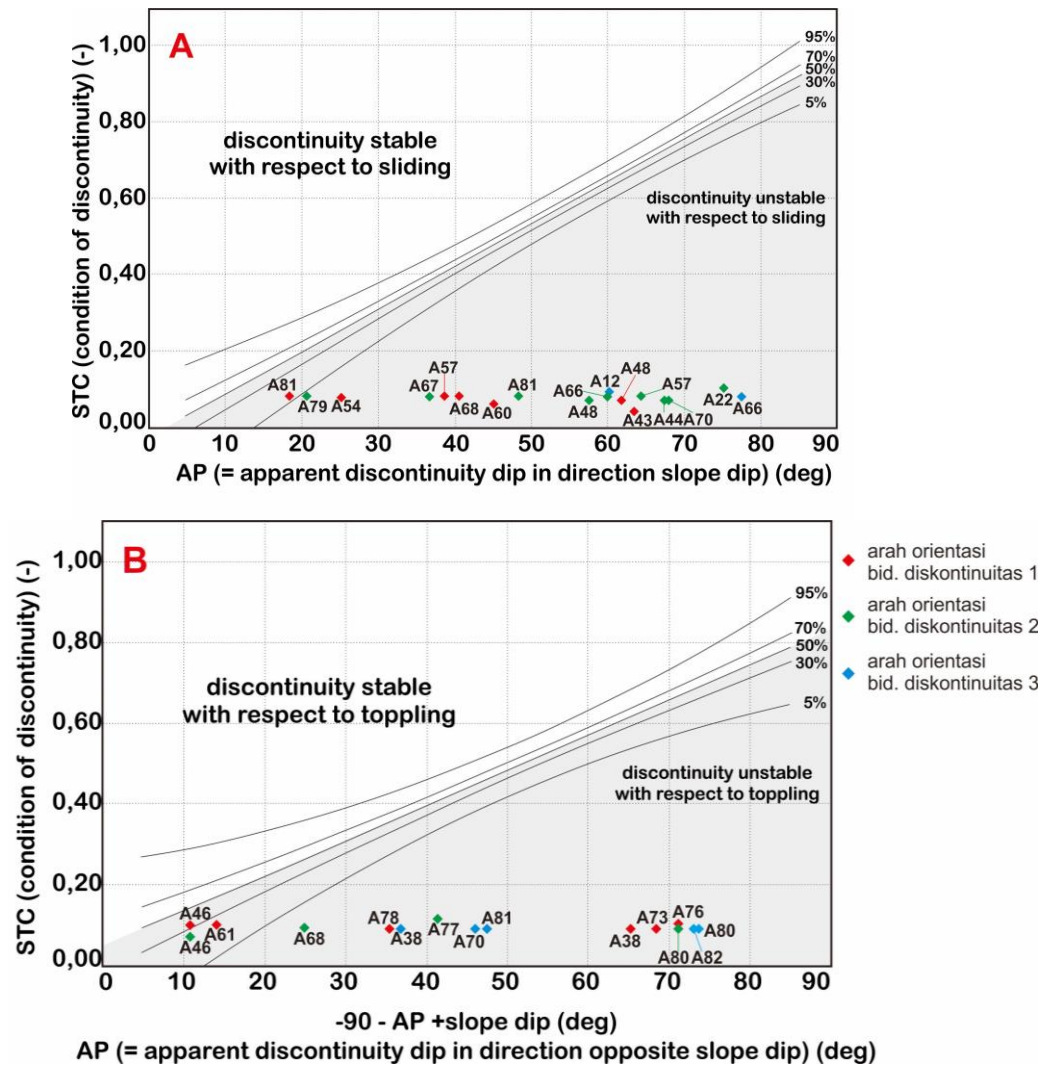 A
STC (condition of discontinuity) (-)
1,00
0,80
0,60
0,40
0,20
0,00
95%
70%
50%
30%
5%
discontinuity stable
with respect to sliding
discontinuity unstable
with respect to sliding
A81
A79
A54
A67
A57
A68
A60
A81
A48
A66
A12
A48
A43
A57
A44
A70
A22
A66
0 10 20 30 40 50 60 70 80 90
AP (= apparent discontinuity dip in direction slope dip) (deg)
B
STC (condition of discontinuity) (-)
1,00
0,80
0,60
0,40
0,20
0,00
95%
70%
50%
30%
5%
discontinuity stable
with respect to toppling
discontinuity unstable
with respect to toppling
A46
A46
A61
A68
A78
A38
A77
A70
A81
A38
A73
A76
A80
A80
A82
0 10 20 30 40 50 60 70 80 90
-90 - AP +slope dip (deg)
AP (= apparent discontinuity dip in direction opposite slope dip) (deg)
arah orientasi
bid. diskontinuitas 1
arah orientasi
bid. diskontinuitas 2
arah orientasi
bid. diskontinuitas 3